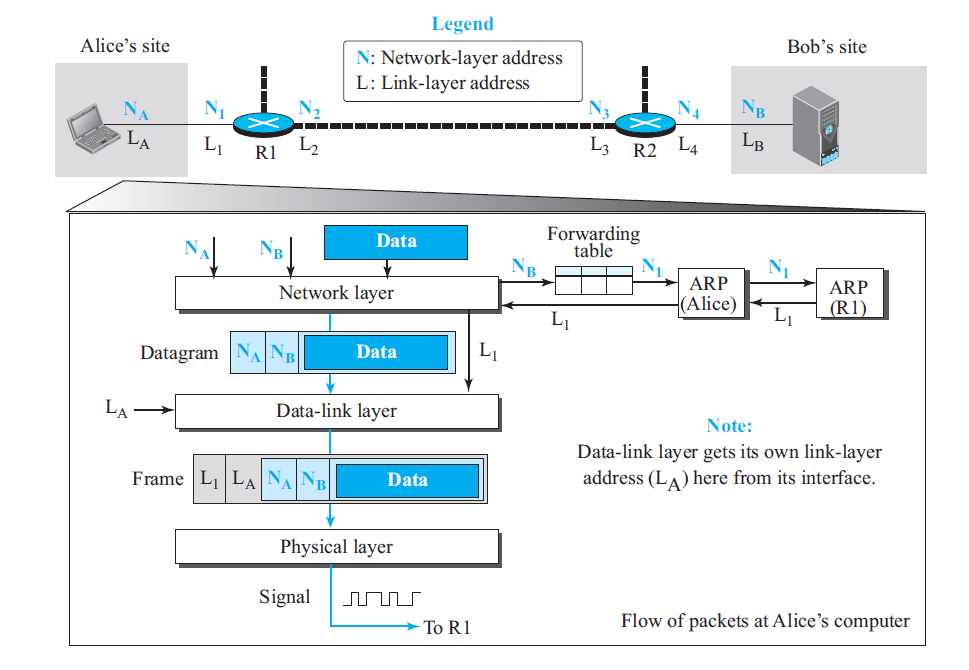 Legend
Alice's site
N: Network-layer address
L: Link-layer address
Bob's site
NA
N1
N2
N3
N4
NB
LA
L1
R1
L2
L3
R2
L4
LB
NA
NB
Data
Forwarding
table
Network layer
NB
N1
ARP
(Alice)
N1
ARP
(R1)
L1
L1
Datagram
NA
NB
Data
L1
LA
Data-link layer
Note:
Data-link layer gets its own link-layer
address (LA) here from its interface.
Frame
L1
LA
NA
NB
Data
Physical layer
Signal
To R1
Flow of packets at Alice's computer